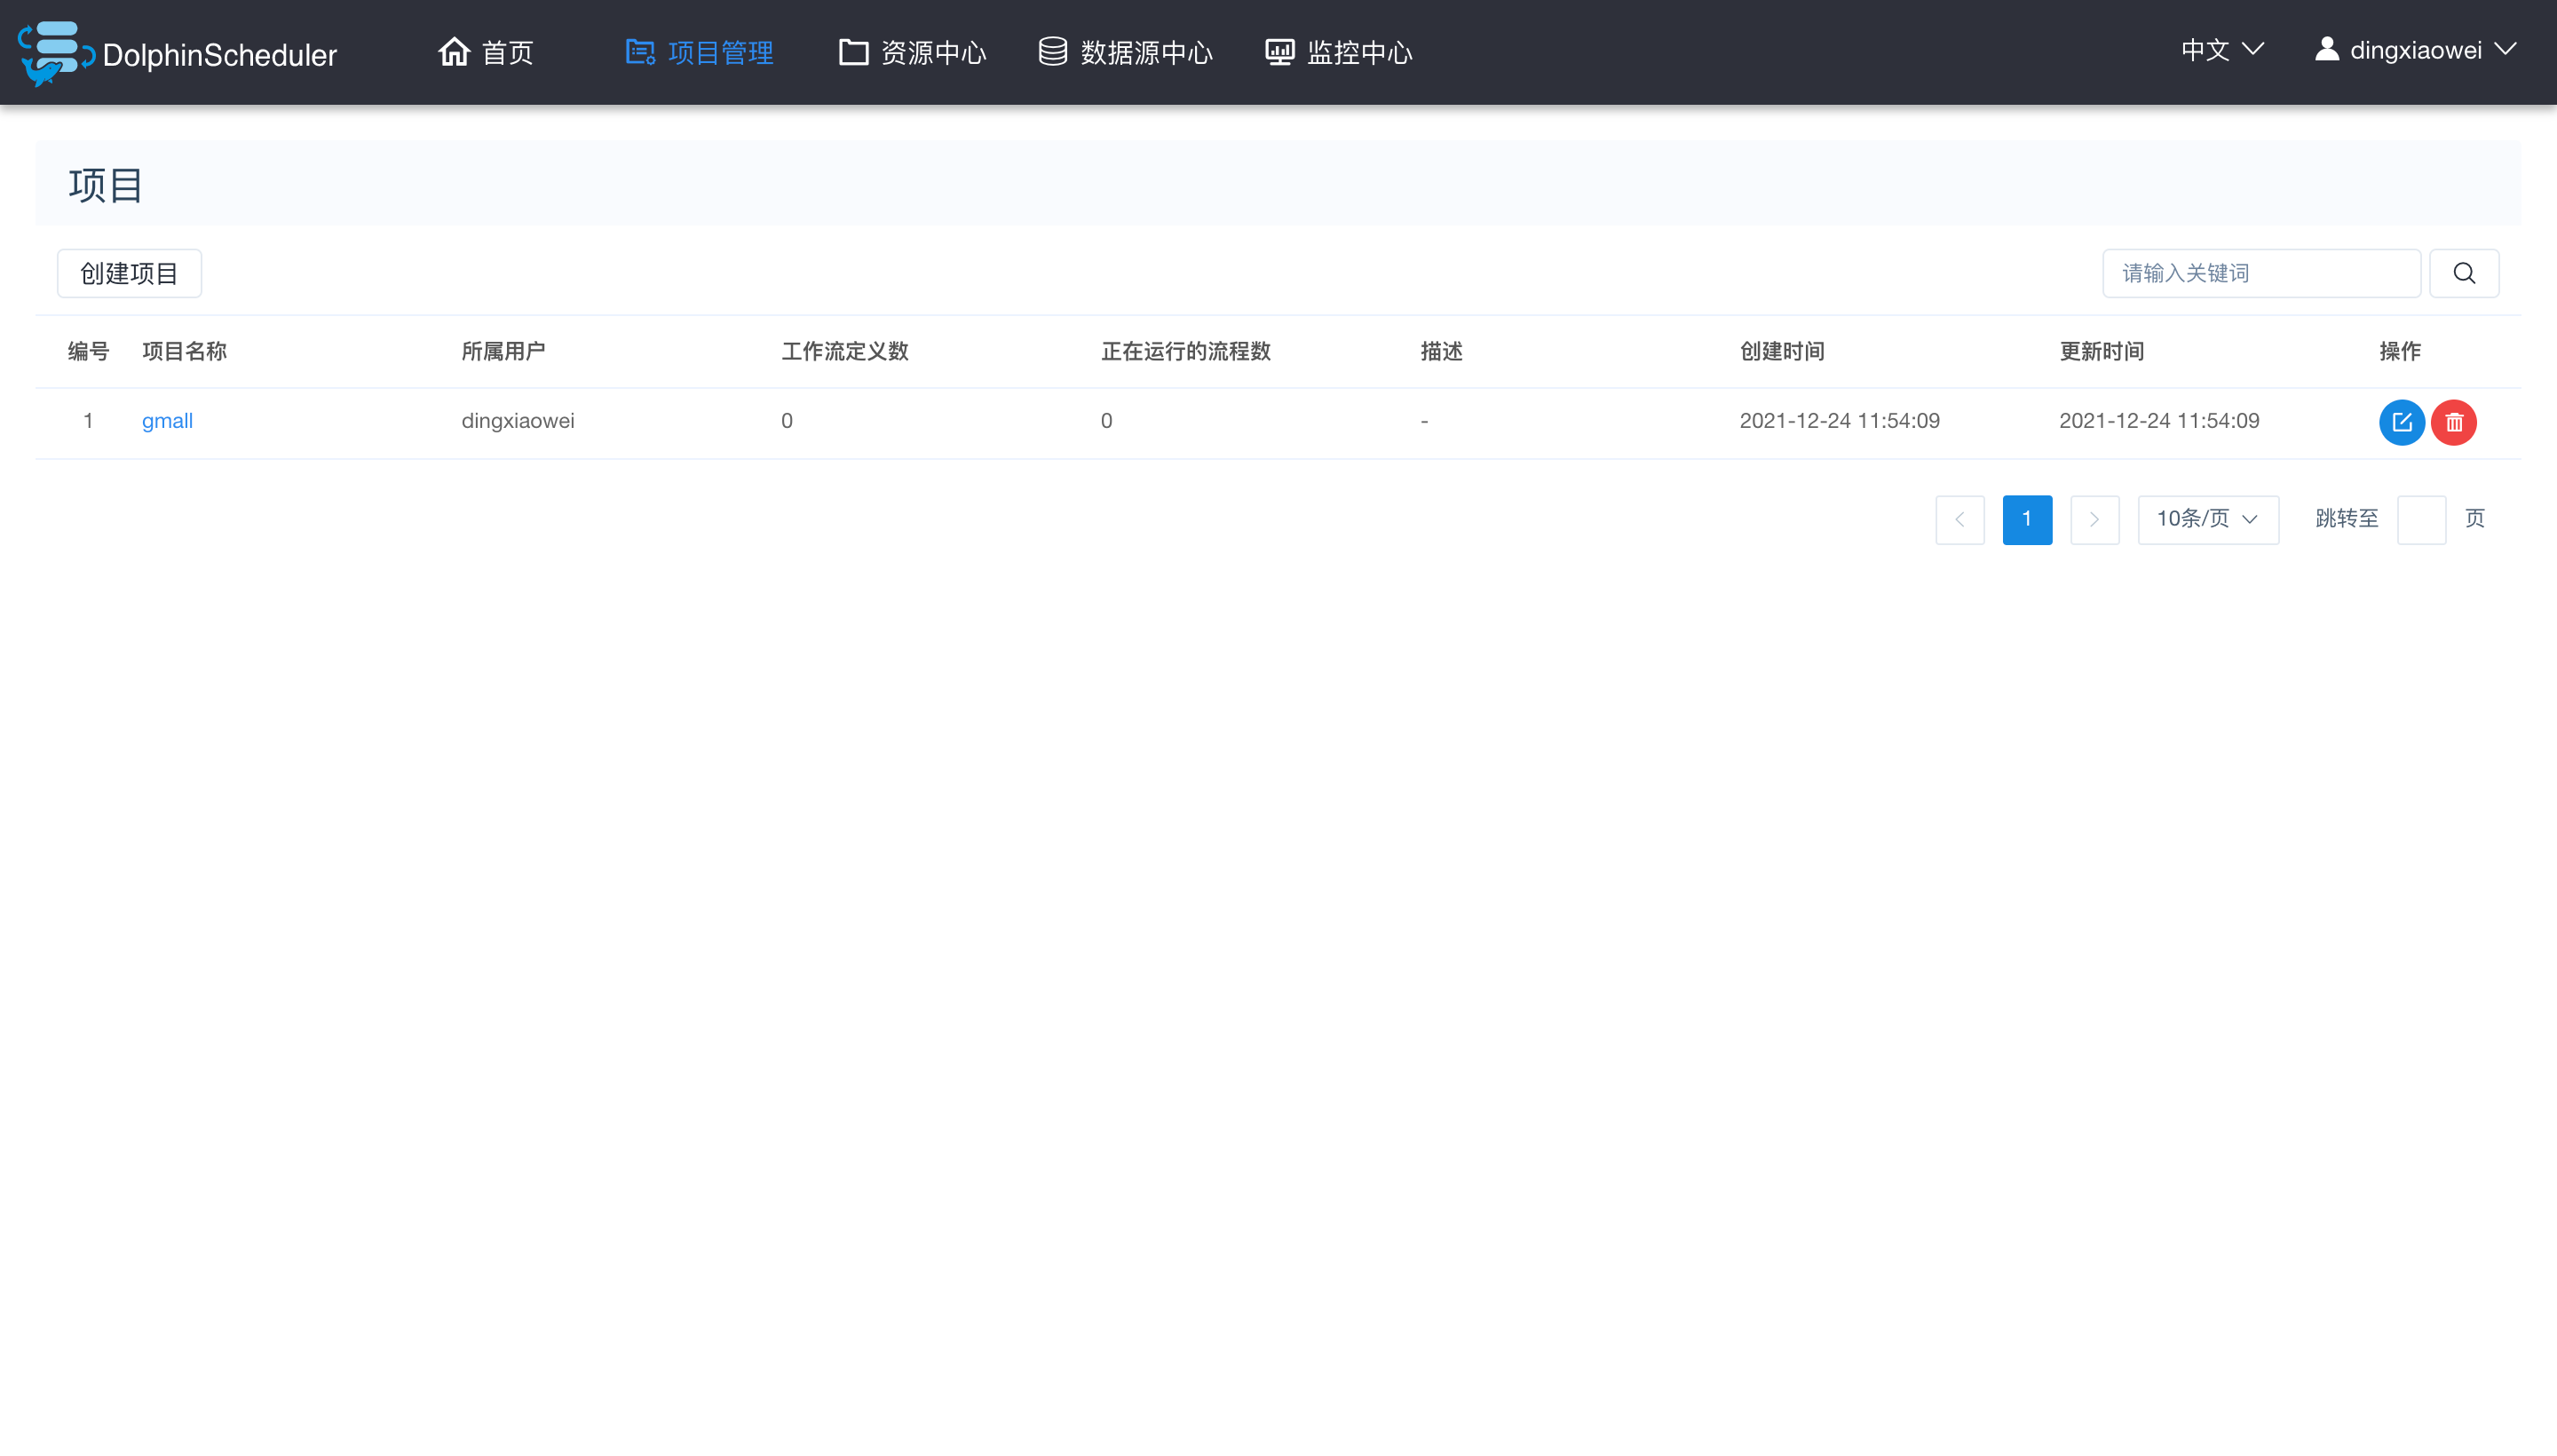 DolphinScheduler 首页 项目管理 资源中心 数据源中心 监控中心 中文 dingxiaowei
项目
创建项目 请输入关键词
编号 项目名称 所属用户 工作流定义数 正在运行的流程数 描述 创建时间 更新时间 操作
1 gmall dingxiaowei 0 0 - 2021-12-24 11:54:09 2021-12-24 11:54:09
1 10条/页 跳转至 页